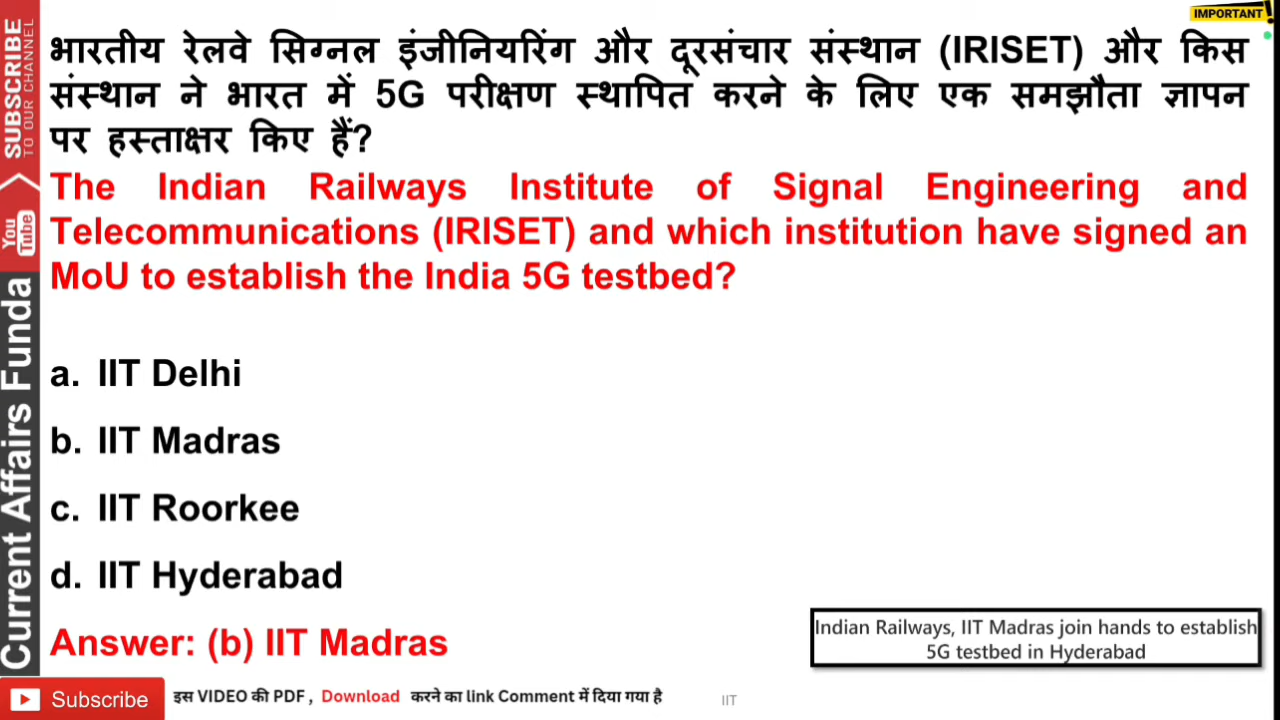 IMPORTANT !
भारतीय रेलवे सिग्नल इंजीनियरिंग और दूरसंचार संस्थान (IRISET) और किस
संस्थान ने भारत में 5G परीक्षण स्थापित करने के लिए एक समझौता ज्ञापन
पर हस्ताक्षर किए हैं?
The Indian Railways Institute of Signal Engineering and
Telecommunications (IRISET) and which institution have signed an
MoU to establish the India 5G testbed?
a. IIT Delhi
b. IIT Madras
c. IIT Roorkee
d. IIT Hyderabad
Answer: (b) IIT Madras
Indian Railways, IIT Madras join hands to establish
5G testbed in Hyderabad
SUBSCRIBE
TO OUR CHANNEL
You
Tube
Current Affairs Funda
Subscribe
इस VIDEO की PDF , Download करने का link Comment में दिया गया है
IIT